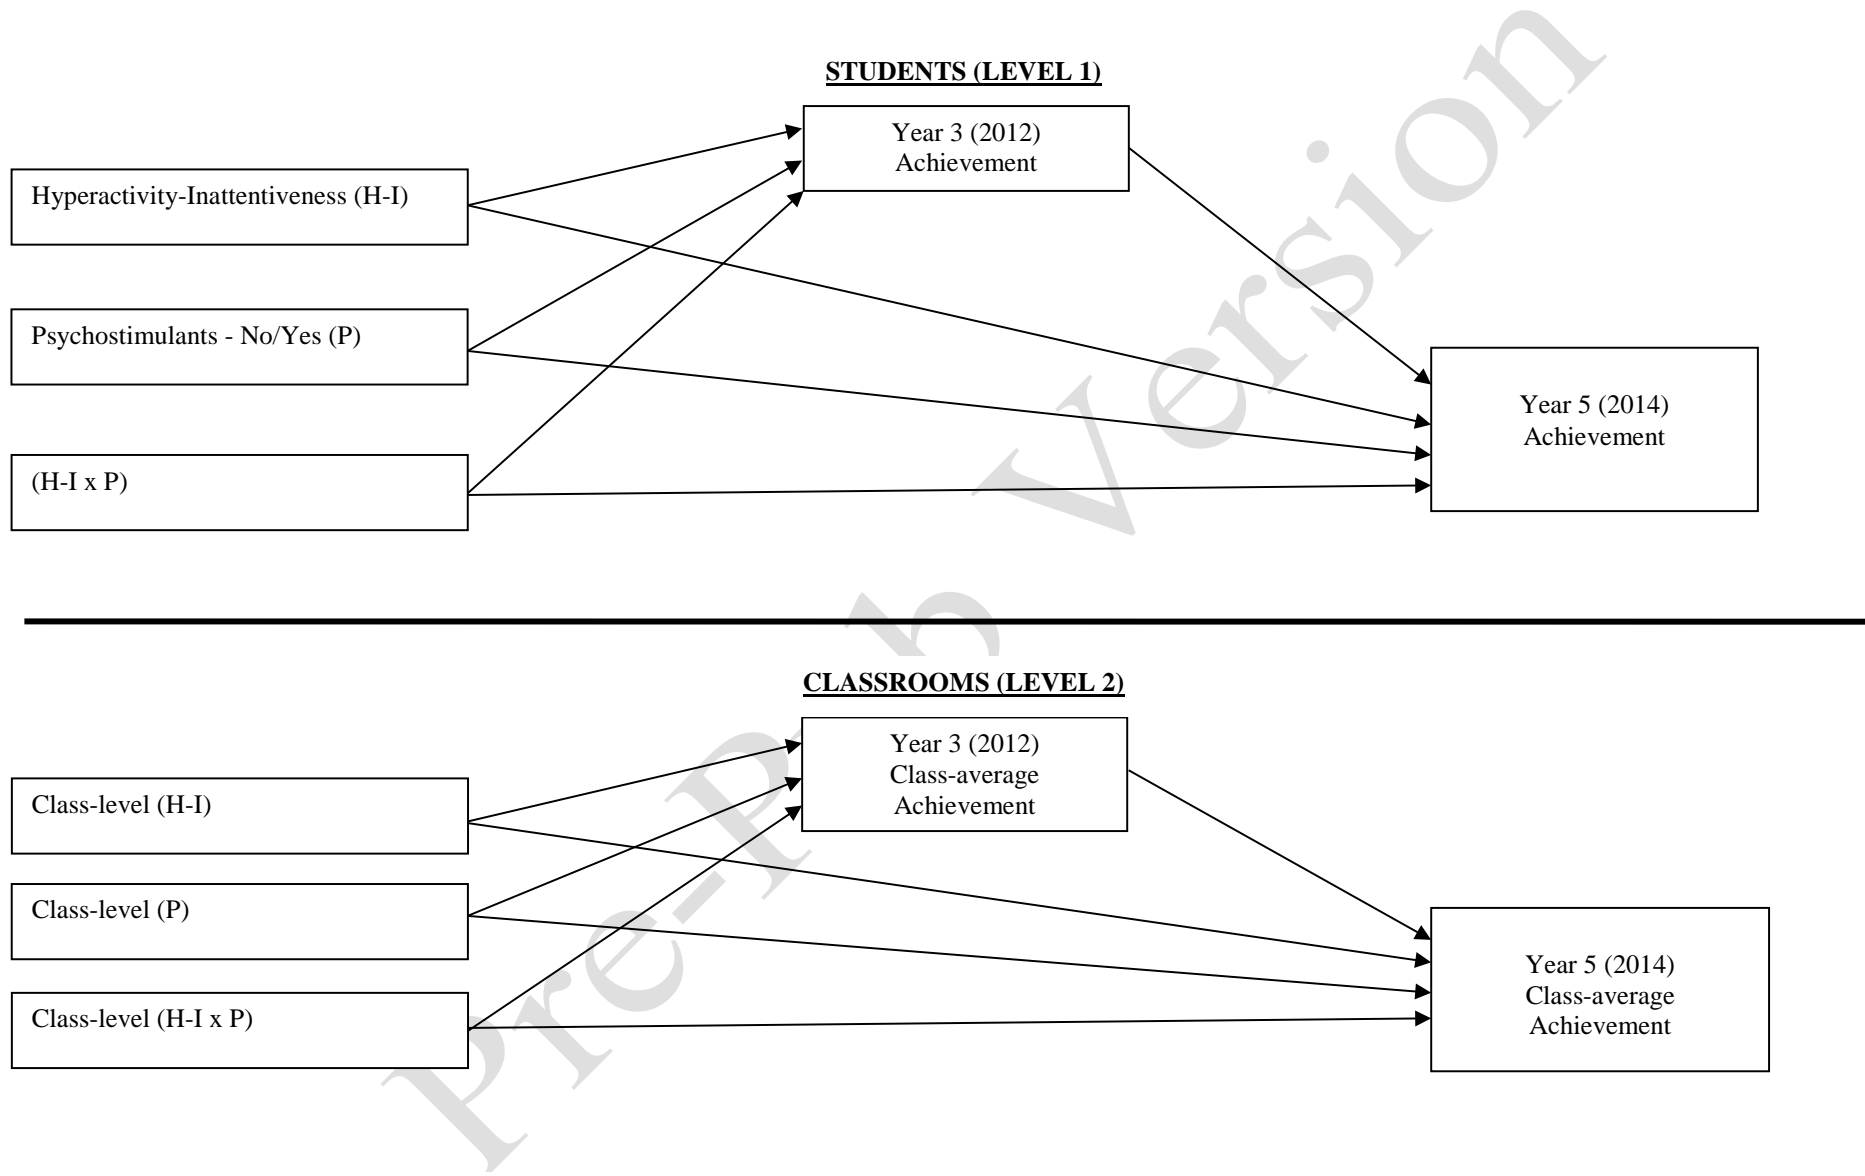 STUDENTS (LEVEL 1)
Year 3 (2012)
Achievement
Hyperactivity-Inattentiveness (H-I)
Psychostimulants - No/Yes (P)
Year 5 (2014)
Achievement
(H-I x P)
CLASSROOMS (LEVEL 2)
Year 3 (2012)
Class-average
Achievement
Class-level (H-I)
Class-level (P)
Year 5 (2014)
Class-average
Achievement
Class-level (H-I x P)
Pre-P b Version